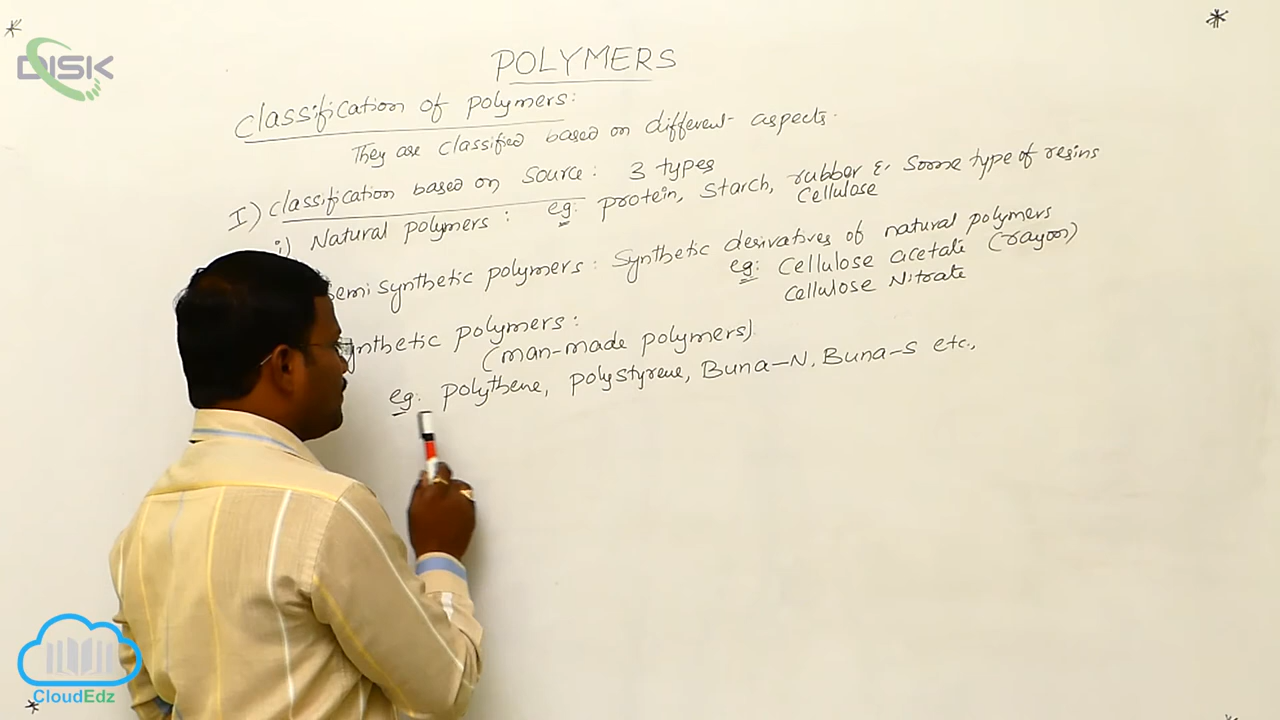 DISK
POLYMERS
Classification of polymers:
They are classified based on different aspects.
I) Classification based on source: 3 types
i) Natural polymers: eg: protein, starch, rubber & some type of resins
cellulose
emi synthetic polymers: Synthetic derivatives of natural polymers
eg: cellulose acetate (rayon)
cellulose Nitrate
ynthetic polymers:
(man-made polymers)
eg: polythene, polystyrene, Buna-N, Buna-S etc.,
CloudEdz